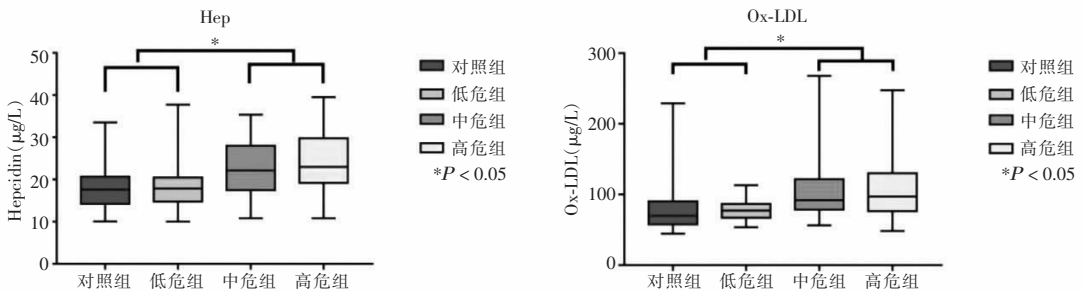 Hep
*
50
40
30
20
10
0
Hepcidin(μg/L)
对照组
低危组
中危组
高危组
*P < 0.05
对照组 低危组 中危组 高危组
Ox-LDL
*
300
200
100
0
Ox-LDL(μg/L)
对照组
低危组
中危组
高危组
*P < 0.05
对照组 低危组 中危组 高危组